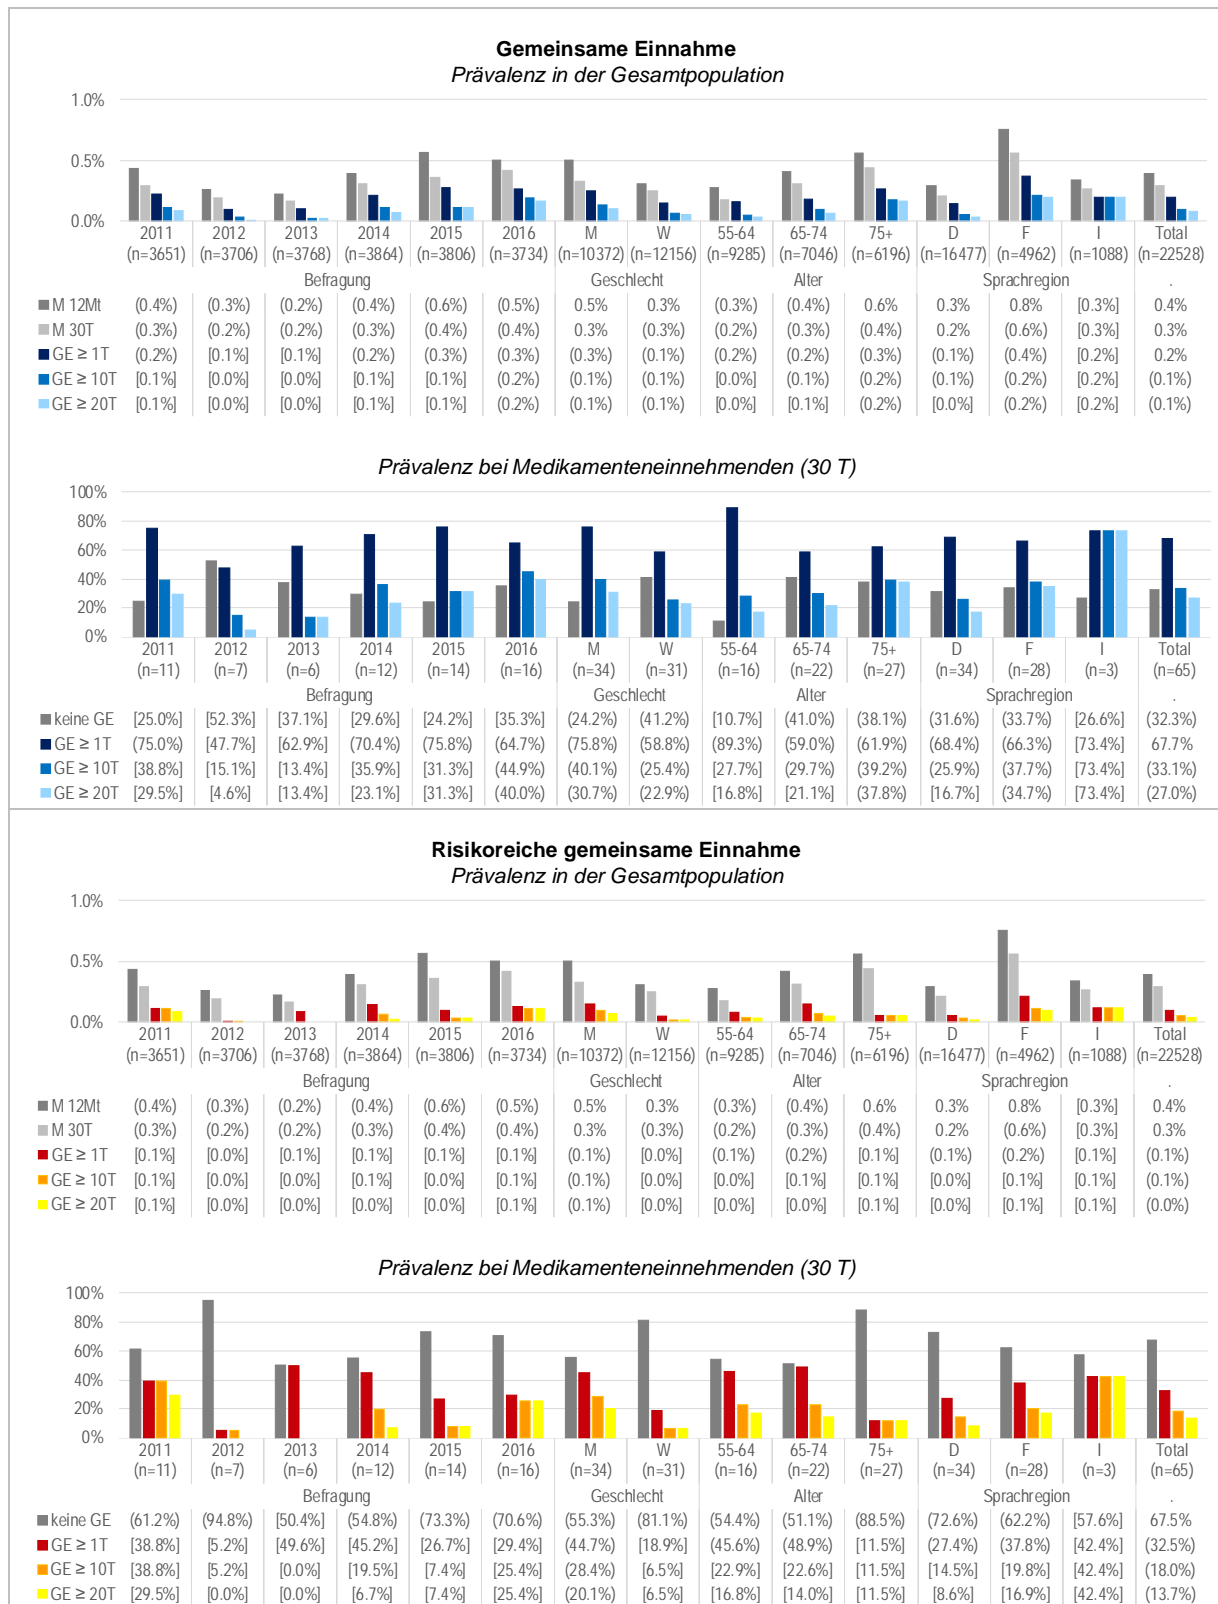 Gemeinsame Einnahme
Prävalenz in der Gesamtpopulation
1.0%
0.5%
0.0%
2011 2012 2013 2014 2015 2016 M W 55-64 65-74 75+ D F I Total
(n=3651) (n=3706) (n=3768) (n=3864) (n=3806) (n=3734) (n=10372) (n=12156) (n=9285) (n=7046) (n=6196) (n=16477) (n=4962) (n=1088) (n=22528)
Befragung Geschlecht Alter Sprachregion .
M 12Mt (0.4%) (0.3%) (0.2%) (0.4%) (0.6%) (0.5%) 0.5% 0.3% (0.3%) (0.4%) 0.6% 0.3% 0.8% [0.3%] 0.4%
M 30T (0.3%) (0.2%) (0.2%) (0.3%) (0.4%) (0.4%) 0.3% (0.3%) (0.2%) (0.3%) (0.4%) 0.2% (0.6%) [0.3%] 0.3%
GE ≥ 1T (0.2%) [0.1%] [0.1%] (0.2%) (0.3%) (0.3%) (0.3%) (0.1%) (0.2%) (0.2%) (0.3%) (0.1%) (0.4%) [0.2%] 0.2%
GE ≥ 10T [0.1%] [0.0%] [0.0%] [0.1%] [0.1%] (0.2%) (0.1%) (0.1%) [0.0%] (0.1%) (0.2%) (0.1%) (0.2%) [0.2%] (0.1%)
GE ≥ 20T [0.1%] [0.0%] [0.0%] [0.1%] [0.1%] (0.2%) (0.1%) (0.1%) [0.0%] [0.1%] (0.2%) [0.0%] (0.2%) [0.2%] (0.1%)
Prävalenz bei Medikamenteneinnehmenden (30 T)
100%
80%
60%
40%
20%
0%
2011 2012 2013 2014 2015 2016 M W 55-64 65-74 75+ D F I Total
(n=11) (n=7) (n=6) (n=12) (n=14) (n=16) (n=34) (n=31) (n=16) (n=22) (n=27) (n=34) (n=28) (n=3) (n=65)
Befragung Geschlecht Alter Sprachregion .
keine GE [25.0%] [52.3%] [37.1%] [29.6%] [24.2%] [35.3%] (24.2%) (41.2%) [10.7%] (41.0%) (38.1%) (31.6%) (33.7%) [26.6%] (32.3%)
GE ≥ 1T (75.0%) [47.7%] [62.9%] (70.4%) (75.8%) (64.7%) (75.8%) (58.8%) (89.3%) (59.0%) (61.9%) (68.4%) (66.3%) [73.4%] 67.7%
GE ≥ 10T [38.8%] [15.1%] [13.4%] [35.9%] [31.3%] (44.9%) (40.1%) (25.4%) [27.7%] (29.7%) (39.2%) (25.9%) (37.7%) [73.4%] (33.1%)
GE ≥ 20T [29.5%] [4.6%] [13.4%] [23.1%] [31.3%] (40.0%) (30.7%) (22.9%) [16.8%] [21.1%] (37.8%) [16.7%] (34.7%) [73.4%] (27.0%)
Risikoreiche gemeinsame Einnahme
Prävalenz in der Gesamtpopulation
1.0%
0.5%
0.0%
2011 2012 2013 2014 2015 2016 M W 55-64 65-74 75+ D F I Total
(n=3651) (n=3706) (n=3768) (n=3864) (n=3806) (n=3734) (n=10372) (n=12156) (n=9285) (n=7046) (n=6196) (n=16477) (n=4962) (n=1088) (n=22528)
Befragung Geschlecht Alter Sprachregion .
M 12Mt (0.4%) (0.3%) (0.2%) (0.4%) (0.6%) (0.5%) 0.5% 0.3% (0.3%) (0.4%) 0.6% 0.3% 0.8% [0.3%] 0.4%
M 30T (0.3%) (0.2%) (0.2%) (0.3%) (0.4%) (0.4%) 0.3% (0.3%) (0.2%) (0.3%) (0.4%) 0.2% (0.6%) [0.3%] 0.3%
GE ≥ 1T [0.1%] [0.0%] [0.1%] [0.1%] [0.1%] [0.1%] (0.1%) [0.0%] (0.1%) (0.2%) [0.1%] (0.1%) (0.2%) [0.1%] (0.1%)
GE ≥ 10T [0.1%] [0.0%] [0.0%] [0.1%] [0.0%] [0.1%] (0.1%) [0.0%] [0.0%] [0.1%] [0.1%] [0.0%] [0.1%] [0.1%] (0.1%)
GE ≥ 20T [0.1%] [0.0%] [0.0%] [0.0%] [0.0%] [0.1%] (0.1%) [0.0%] [0.0%] [0.0%] [0.1%] [0.0%] [0.1%] [0.1%] (0.0%)
Prävalenz bei Medikamenteneinnehmenden (30 T)
100%
80%
60%
40%
20%
0%
2011 2012 2013 2014 2015 2016 M W 55-64 65-74 75+ D F I Total
(n=11) (n=7) (n=6) (n=12) (n=14) (n=16) (n=34) (n=31) (n=16) (n=22) (n=27) (n=34) (n=28) (n=3) (n=65)
Befragung Geschlecht Alter Sprachregion .
keine GE (61.2%) (94.8%) [50.4%] (54.8%) (73.3%) (70.6%) (55.3%) (81.1%) (54.4%) (51.1%) (88.5%) (72.6%) (62.2%) [57.6%] 67.5%
GE ≥ 1T [38.8%] [5.2%] [49.6%] [45.2%] [26.7%] [29.4%] (44.7%) [18.9%] (45.6%) (48.9%) [11.5%] (27.4%) (37.8%) [42.4%] (32.5%)
GE ≥ 10T [38.8%] [5.2%] [0.0%] [19.5%] [7.4%] [25.4%] (28.4%) [6.5%] [22.9%] [22.6%] [11.5%] [14.5%] [19.8%] [42.4%] (18.0%)
GE ≥ 20T [29.5%] [0.0%] [0.0%] [6.7%] [7.4%] [25.4%] (20.1%) [6.5%] [16.8%] [14.0%] [11.5%] [8.6%] [16.9%] [42.4%] (13.7%)